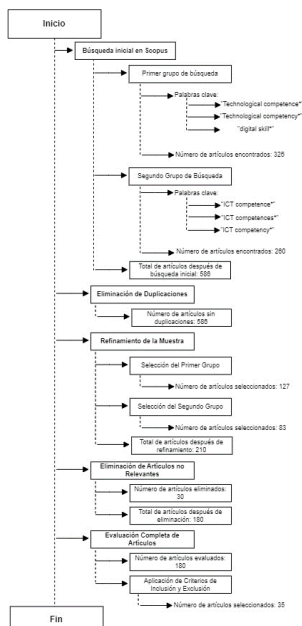 Inicio
Búsqueda inicial en Scopus
Primer grupo de búsqueda
Palabras clave:
"Technological competence*"
"Technological competency*"
"digital skill*"
Número de artículos encontrados: 326
Segundo Grupo de Búsqueda
Palabras clave:
"ICT competence*"
"ICT competences*"
"ICT competency*"
Número de artículos encontrados: 260
Total de artículos después de
búsqueda inicial: 586
Eliminación de Duplicaciones
Número de artículos sin
duplicaciones: 586
Refinamiento de la Muestra
Selección del Primer Grupo
Número de artículos seleccionados: 127
Selección del Segundo Grupo
Número de artículos seleccionados: 83
Total de artículos después de
refinamiento: 210
Eliminación de Artículos no
Relevantes
Número de artículos eliminados:
30
Total de artículos después de
eliminación: 180
Evaluación Completa de
Artículos
Número de artículos evaluados:
180
Aplicación de Criterios de
Inclusión y Exclusión
Número de artículos seleccionados: 35
Fin